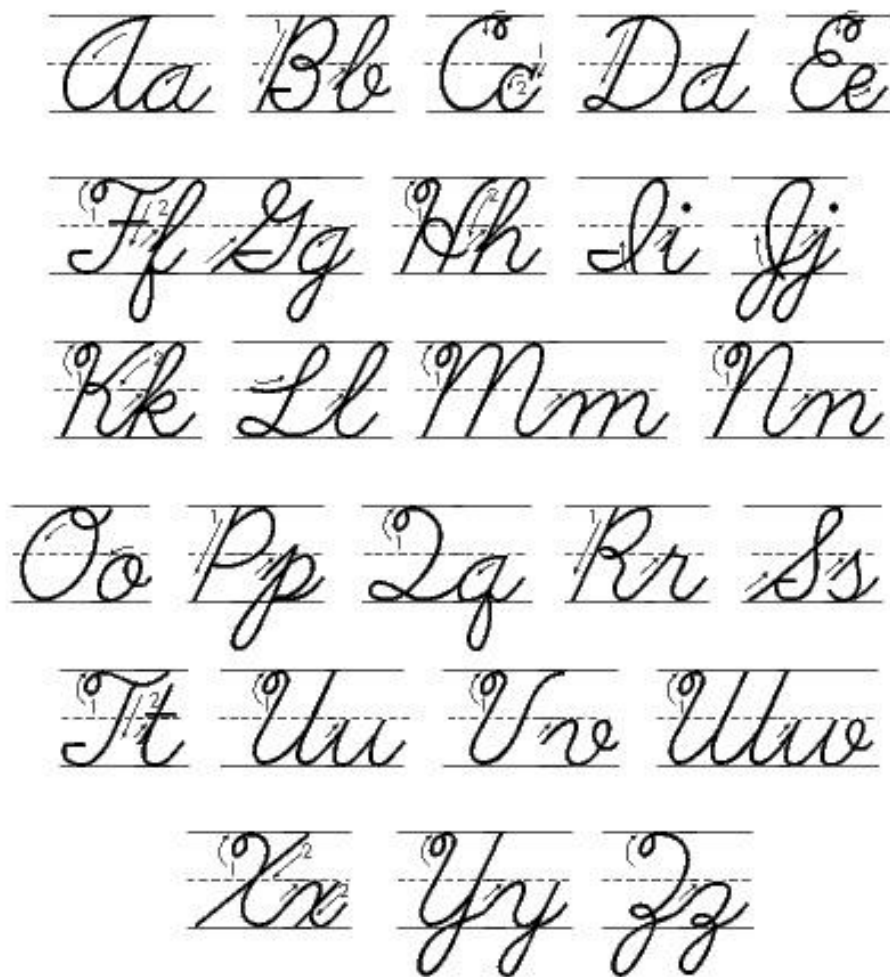 Aa Bb Cc Dd Ee
Ff Gg Hh Ii Jj
Kk Ll Mm Nn
Oo Pp Qq Rr Ss
Tt Uu Vv Ww
Xx Yy Zz